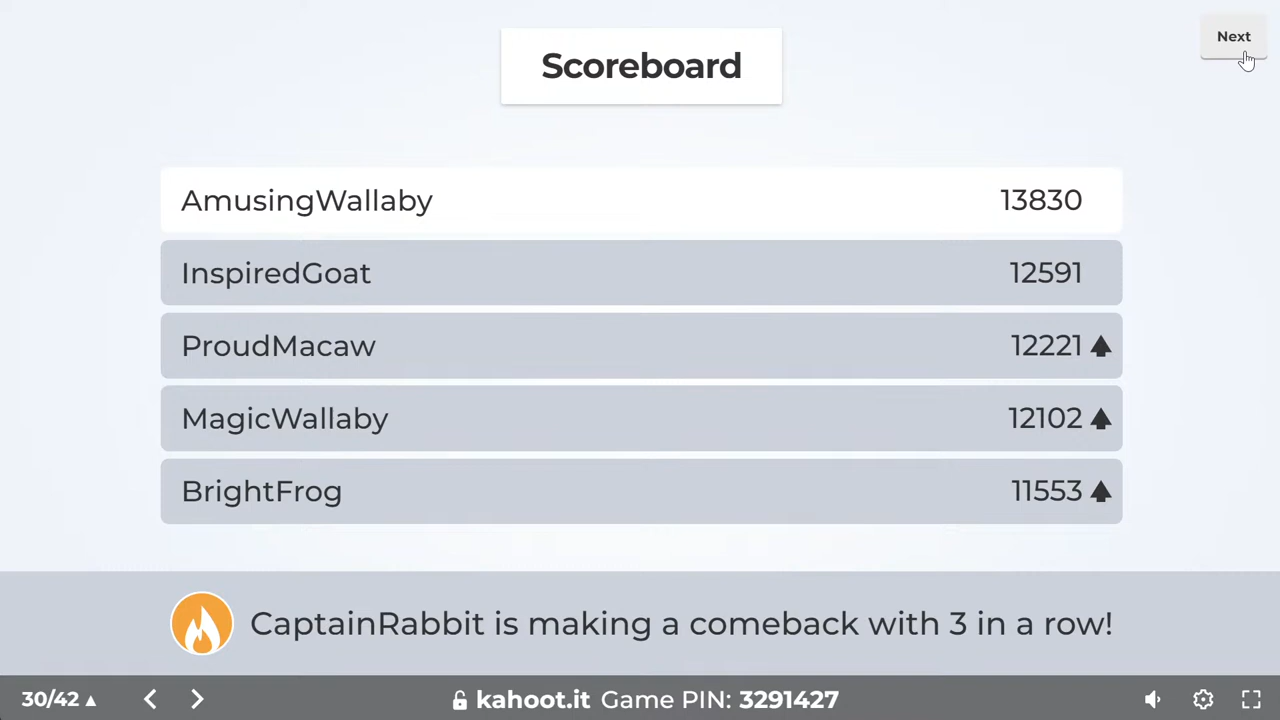 Next
Scoreboard
AmusingWallaby 13830
InspiredGoat 12591
ProudMacaw 12221
MagicWallaby 12102
BrightFrog 11553
CaptainRabbit is making a comeback with 3 in a row!
30/42 kahoot.it Game PIN: 3291427